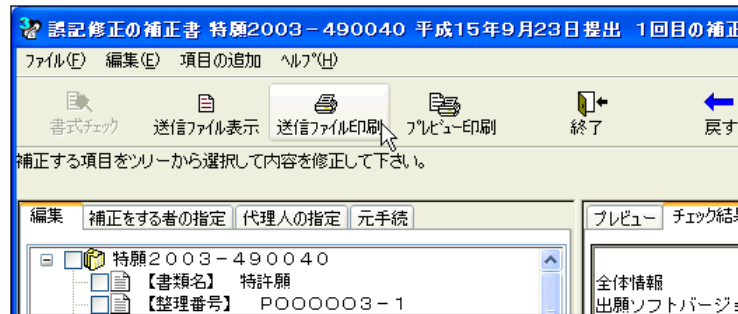 誤記修正の補正書 特願2003－490040 平成15年9月23日提出 1回目の補正
ファイル(F) 編集(E) 項目の追加 ヘルプ(H)
書式チェック 送信ファイル表示 送信ファイル印刷 プレビュー印刷 終了 戻す
補正する項目をツリーから選択して内容を修正して下さい。
編集 補正をする者の指定 代理人の指定 元手続 プレビュー チェック結果
特願２００３－４９００４０
【書類名】 特許願
【整理番号】 Ｐ０００００３－１
全体情報
出願ソフトバージョ